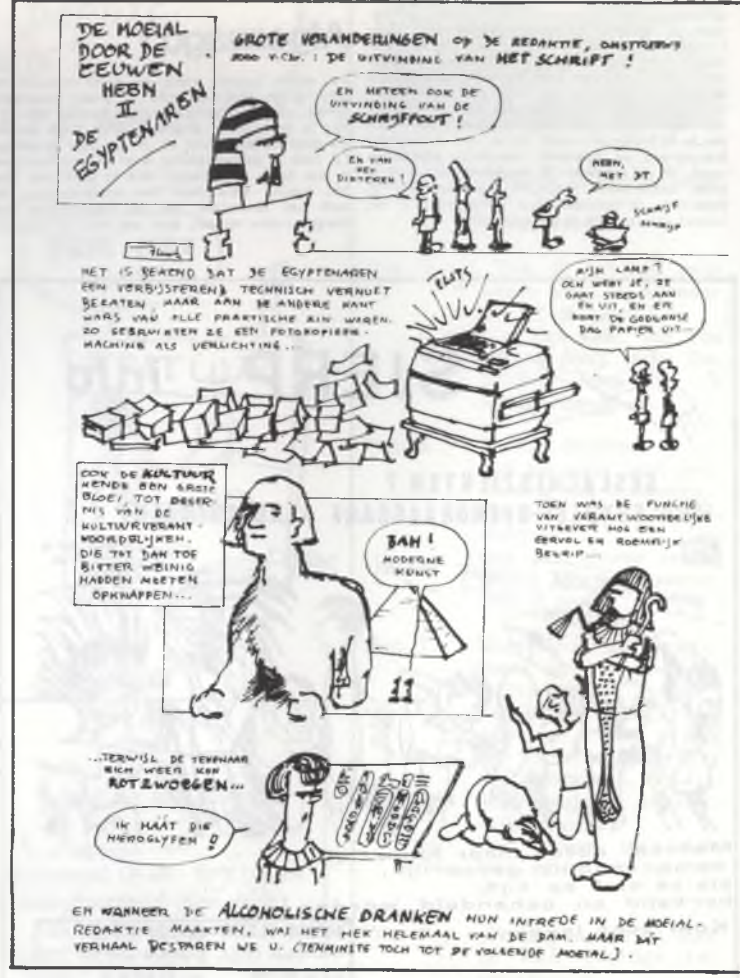 DE MOEIAL
DOOR DE
EEUWEN
HEEN
II
DE
EGYPTENAREN
GROTE VERANDERINGEN OP DE REDAKTIE, OMSTREEKS
3000 V. CHR. : DE UITVINDING VAN HET SCHRIFT !
EN METEEN OOK DE
UITVINDING VAN DE
SCHRIJFFOUT !
EN VAN
HET
DIKTEREN !
NEEN,
MET DT
SCHRIJF
SCHRIJF
HET IS BEKEND DAT DE EGYPTENAREN
EEN VERBIJSTEREND TECHNISCH VERNUFT
BEZATEN, MAAR AAN DE ANDERE KANT
WARS VAN ALLE PRAKTISCHE ZIN WAREN.
ZO GEBRUIKTEN ZE EEN FOTOKOPIEER-
MACHINE ALS VERLICHTING...
FLITS
MIJN LAMP ?
OCH WEET JE, ZE
GAAT STEEDS AAN
EN UIT, EN ER
KOMT DE GODGANSE
DAG PAPIER UIT...
OOK DE KULTUUR
KENDE EEN GROTE
BLOEI, TOT ERGER-
NIS VAN DE
KULTUURVERANT-
WOORDELIJKEN.
DIE TOT DAN TOE
BITTER WEINIG
HADDEN MOETEN
OPKNAPPEN...
BAH !
MODERNE
KUNST
11
TOEN WAS DE FUNCTIE
VAN VERANTWOORDELIJKE
UITGEVER NOG EEN
EERVOL EN ROEMRIJK
BEGRIP...
...TERWIJL DE TEKENAAR
ZICH WEER KON
ROTZWOEGEN...
IK HÁÁT DIE
HIEROGLYFEN !
EN WANNEER DE ALCOHOLISCHE DRANKEN HUN INTREDE IN DE MOEIAL-
REDAKTIE MAAKTEN, WAS HET HEK HELEMAAL VAN DE DAM. MAAR DAT
VERHAAL BESPAREN WE U. (TENMINSTE TOCH TOT DE VOLGENDE MOEIAL).